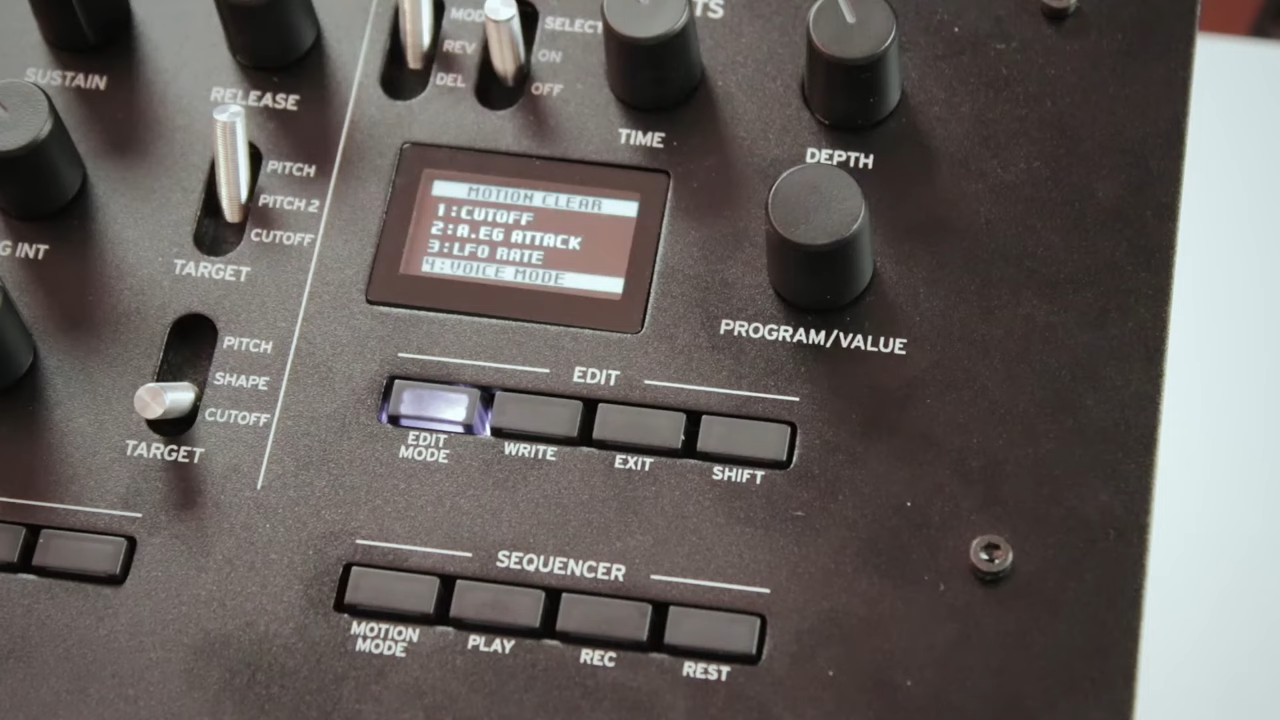 TS
MOD
SELECT
REV
ON
DEL
OFF
SUSTAIN
RELEASE
TIME
DEPTH
PITCH
PITCH 2
CUTOFF
TARGET
G INT
MOTION CLEAR
1:CUTOFF
2:A.EG ATTACK
3:LFO RATE
4:VOICE MODE
PROGRAM/VALUE
PITCH
SHAPE
CUTOFF
TARGET
EDIT
EDIT
MODE
WRITE
EXIT
SHIFT
SEQUENCER
MOTION
MODE
PLAY
REC
REST